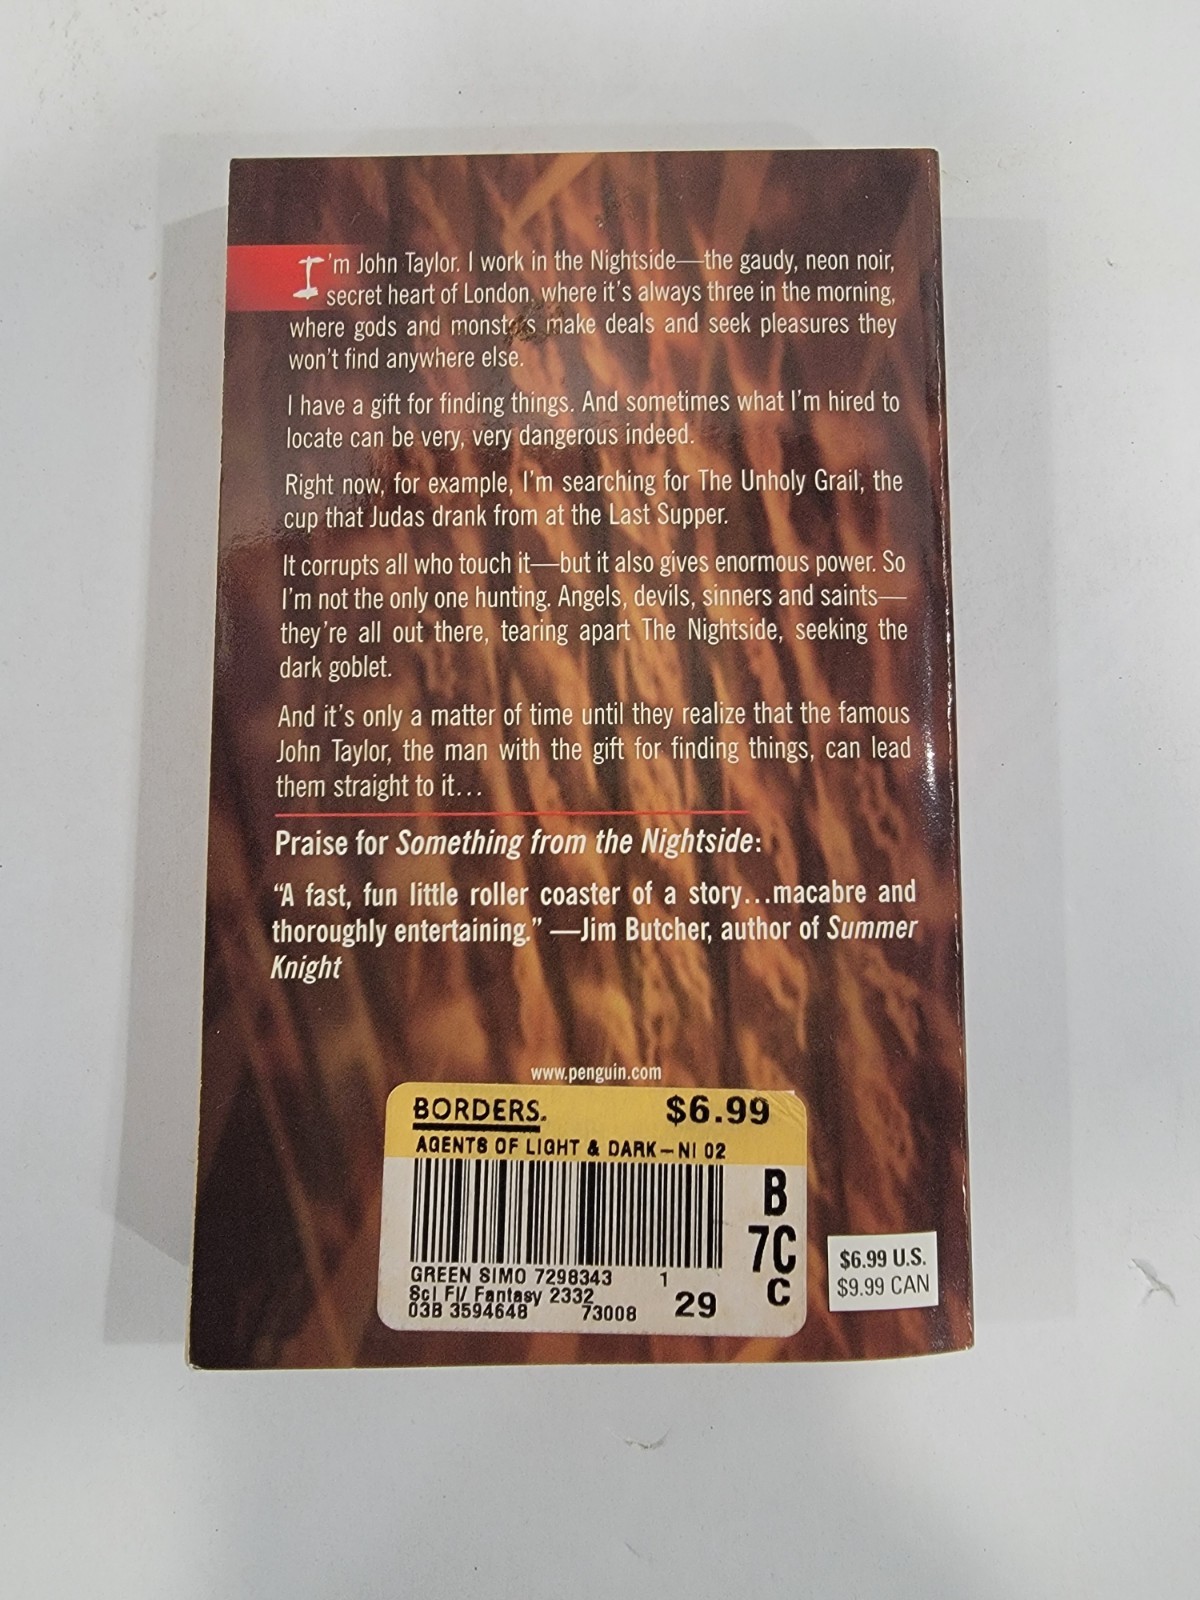 I'm John Taylor. I work in the Nightside—the gaudy, neon noir,
secret heart of London, where it's always three in the morning,
where gods and monsters make deals and seek pleasures they
won't find anywhere else.
I have a gift for finding things. And sometimes what I'm hired to
locate can be very, very dangerous indeed.
Right now, for example, I'm searching for The Unholy Grail, the
cup that Judas drank from at the Last Supper.
It corrupts all who touch it—but it also gives enormous power. So
I'm not the only one hunting. Angels, devils, sinners and saints—
they're all out there, tearing apart The Nightside, seeking the
dark goblet.
And it's only a matter of time until they realize that the famous
John Taylor, the man with the gift for finding things, can lead
them straight to it...
Praise for Something from the Nightside:
“A fast, fun little roller coaster of a story...macabre and
thoroughly entertaining.” —Jim Butcher, author of Summer
Knight
www.penguin.com
BORDERS. $6.99
AGENTS OF LIGHT & DARK-NI 02
B
7C
C
GREEN SIMO 7298343 1
Sci Fi/ Fantasy 2332
03B 3594648 73008 29
$6.99 U.S.
$9.99 CAN